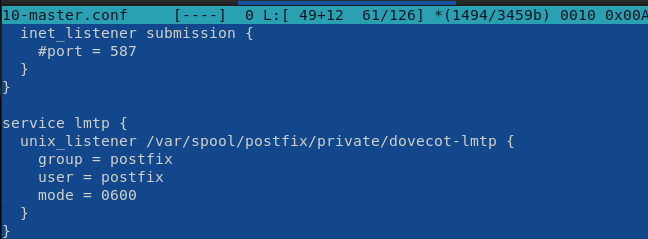 10-master.conf     [----]  0 L:[ 49+12  61/126] *(1494/3459b) 0010 0x00A
  inet_listener submission {
    #port = 587
  }
}

service lmtp {
  unix_listener /var/spool/postfix/private/dovecot-lmtp {
    group = postfix
    user = postfix
    mode = 0600
  }
}